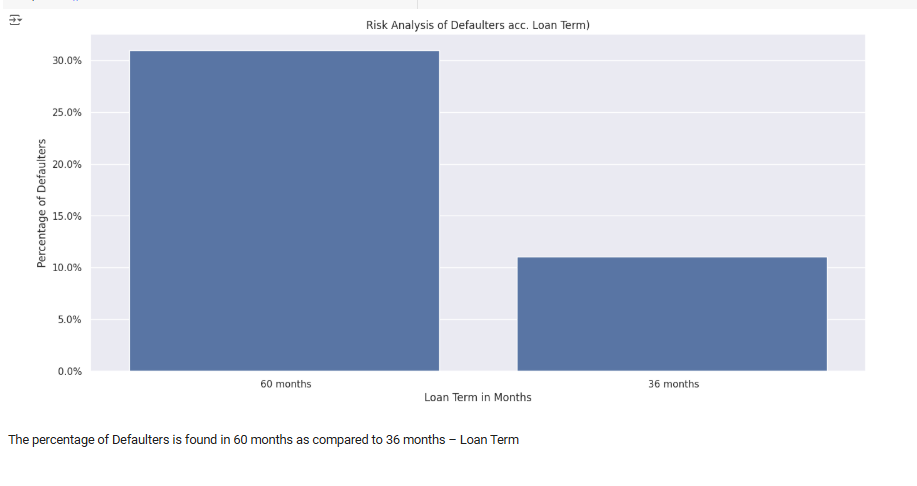 Risk Analysis of Defaulters acc. Loan Term)
Percentage of Defaulters
30.0%
25.0%
20.0%
15.0%
10.0%
5.0%
0.0%
60 months
36 months
Loan Term in Months
The percentage of Defaulters is found in 60 months as compared to 36 months – Loan Term